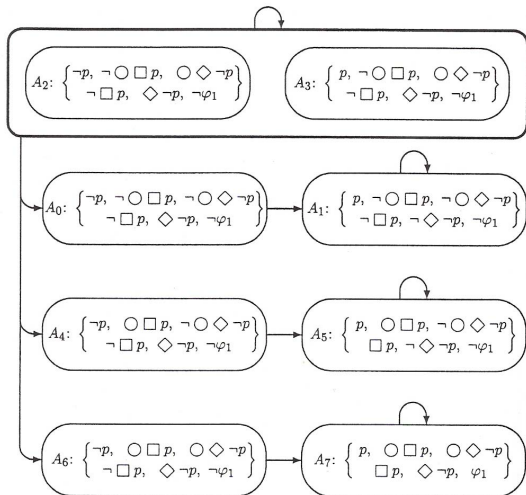 A₂: { ¬p, ¬ ○ □ p, ○ ◇ ¬p
¬ □ p, ◇ ¬p, ¬φ₁ }
A₃: { p, ¬ ○ □ p, ○ ◇ ¬p
¬ □ p, ◇ ¬p, ¬φ₁ }
A₀: { ¬p, ¬ ○ □ p, ¬ ○ ◇ ¬p
¬ □ p, ◇ ¬p, ¬φ₁ }
A₁: { p, ¬ ○ □ p, ¬ ○ ◇ ¬p
¬ □ p, ¬ ◇ ¬p, ¬φ₁ }
A₄: { ¬p, ○ □ p, ¬ ○ ◇ ¬p
¬ □ p, ◇ ¬p, ¬φ₁ }
A₅: { p, ○ □ p, ¬ ○ ◇ ¬p
□ p, ¬ ◇ ¬p, ¬φ₁ }
A₆: { ¬p, ○ □ p, ○ ◇ ¬p
¬ □ p, ◇ ¬p, ¬φ₁ }
A₇: { p, ○ □ p, ○ ◇ ¬p
□ p, ◇ ¬p, φ₁ }